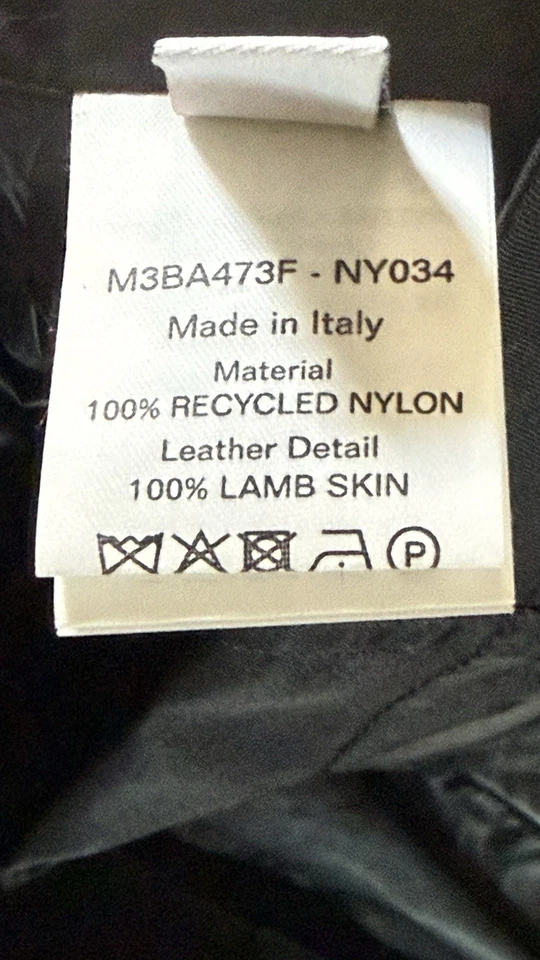 M3BA473F - NY034
Made in Italy
Material
100% RECYCLED NYLON
Leather Detail
100% LAMB SKIN
P